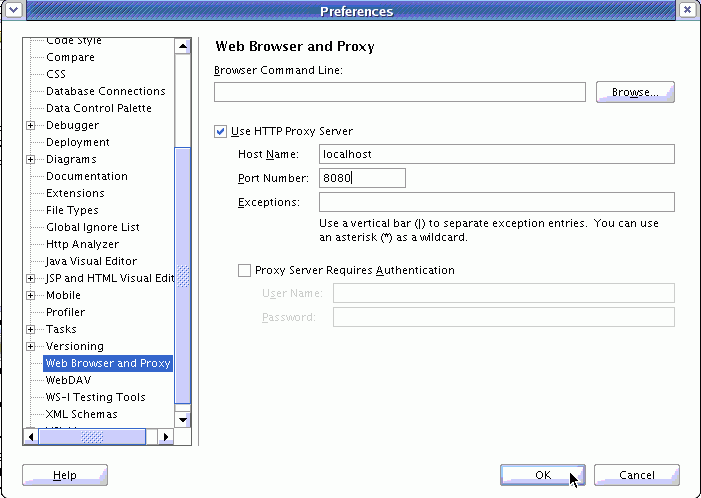 Preferences
Code Style
Compare
CSS
Database Connections
Data Control Palette
Debugger
Deployment
Diagrams
Documentation
Extensions
File Types
Global Ignore List
Http Analyzer
Java Visual Editor
JSP and HTML Visual Edit
Mobile
Profiler
Tasks
Versioning
Web Browser and Proxy
WebDAV
WS-I Testing Tools
XML Schemas
Web Browser and Proxy
Browser Command Line:
Browse...
Use HTTP Proxy Server
Host Name: localhost
Port Number: 8080
Exceptions:
Use a vertical bar (|) to separate exception entries. You can use
an asterisk (*) as a wildcard.
Proxy Server Requires Authentication
User Name:
Password:
Help
OK
Cancel